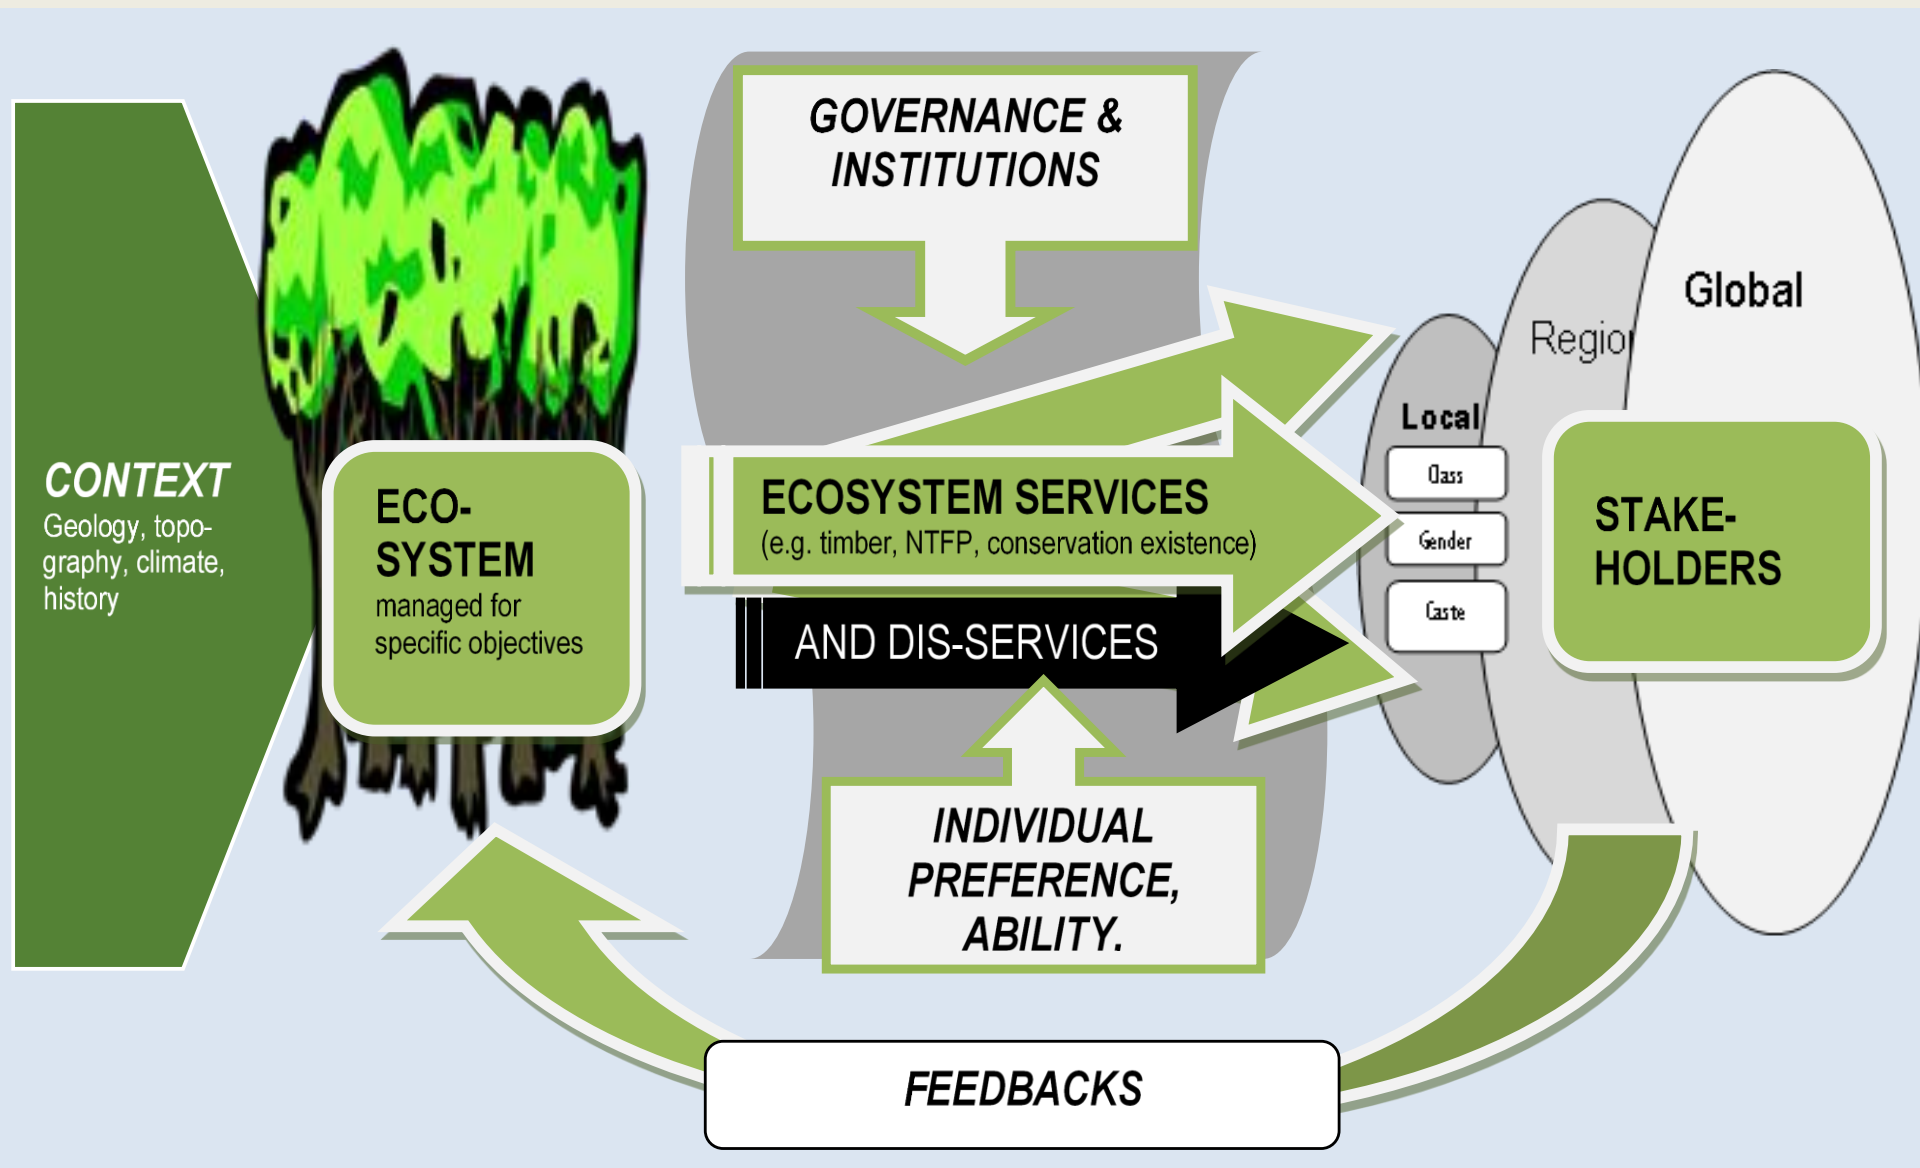 CONTEXT
Geology, topo-
graphy, climate,
history
ECO-
SYSTEM
managed for
specific objectives
GOVERNANCE &
INSTITUTIONS
ECOSYSTEM SERVICES
(e.g. timber, NTFP, conservation existence)
AND DIS-SERVICES
INDIVIDUAL
PREFERENCE,
ABILITY.
Local
Class
Gender
Caste
Region
Global
STAKE-
HOLDERS
FEEDBACKS